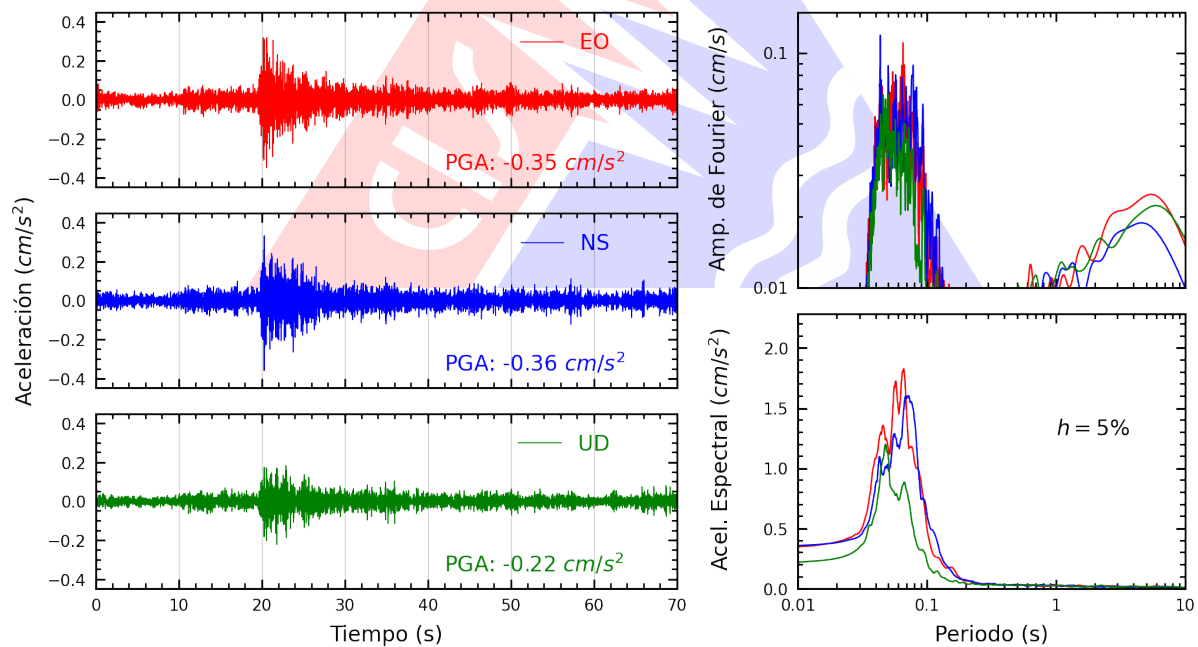 Aceleración (cm/s²)
0.4
0.2
0.0
−0.2
−0.4
EO
PGA: -0.35 cm/s²
0.4
0.2
0.0
−0.2
−0.4
NS
PGA: -0.36 cm/s²
0.4
0.2
0.0
−0.2
−0.4
UD
PGA: -0.22 cm/s²
0 10 20 30 40 50 60 70
Tiempo (s)
Amp. de Fourier (cm/s)
0.1
0.01
Acel. Espectral (cm/s²)
2.0
1.5
1.0
0.5
0.0
h = 5%
0.01 0.1 1 10
Periodo (s)